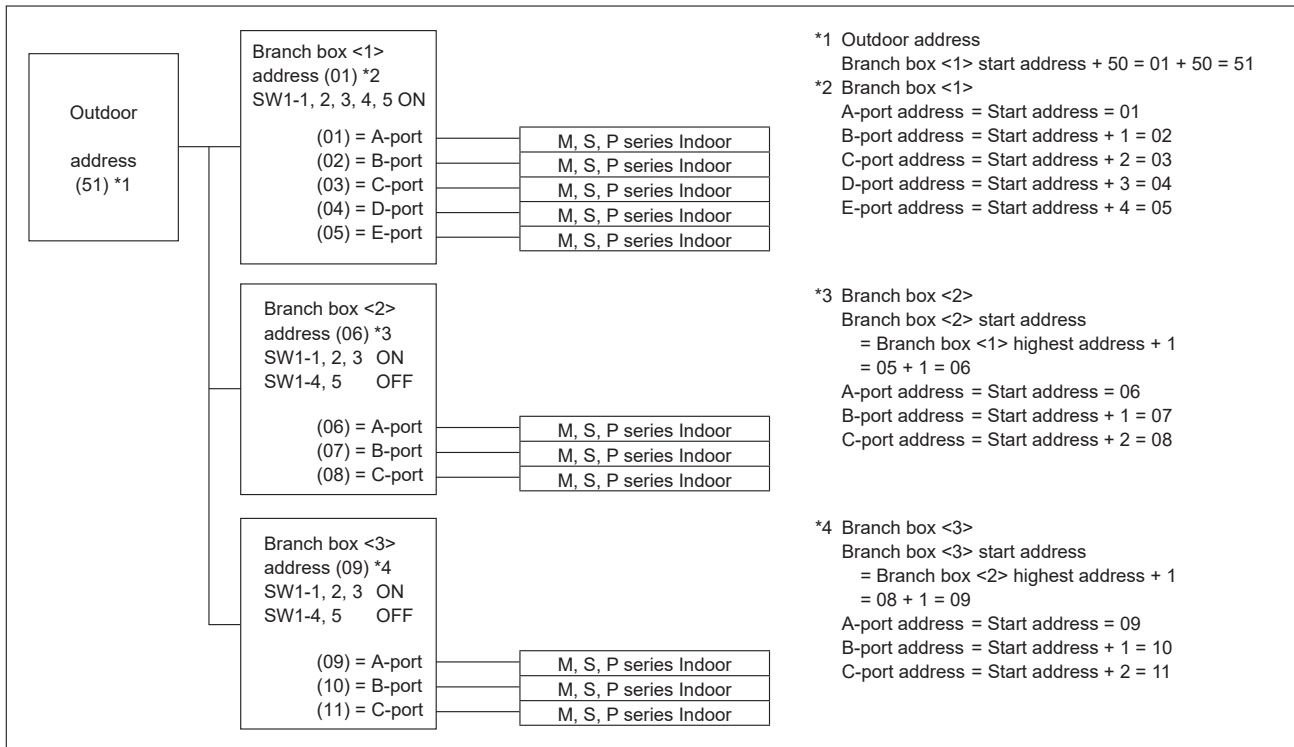 Outdoor
address
(51) *1
Branch box <1>
address (01) *2
SW1-1, 2, 3, 4, 5 ON
(01) = A-port
(02) = B-port
(03) = C-port
(04) = D-port
(05) = E-port
M, S, P series Indoor
M, S, P series Indoor
M, S, P series Indoor
M, S, P series Indoor
M, S, P series Indoor
Branch box <2>
address (06) *3
SW1-1, 2, 3 ON
SW1-4, 5 OFF
(06) = A-port
(07) = B-port
(08) = C-port
M, S, P series Indoor
M, S, P series Indoor
M, S, P series Indoor
Branch box <3>
address (09) *4
SW1-1, 2, 3 ON
SW1-4, 5 OFF
(09) = A-port
(10) = B-port
(11) = C-port
M, S, P series Indoor
M, S, P series Indoor
M, S, P series Indoor
*1 Outdoor address
Branch box <1> start address + 50 = 01 + 50 = 51
*2 Branch box <1>
A-port address = Start address = 01
B-port address = Start address + 1 = 02
C-port address = Start address + 2 = 03
D-port address = Start address + 3 = 04
E-port address = Start address + 4 = 05
*3 Branch box <2>
Branch box <2> start address
= Branch box <1> highest address + 1
= 05 + 1 = 06
A-port address = Start address = 06
B-port address = Start address + 1 = 07
C-port address = Start address + 2 = 08
*4 Branch box <3>
Branch box <3> start address
= Branch box <2> highest address + 1
= 08 + 1 = 09
A-port address = Start address = 09
B-port address = Start address + 1 = 10
C-port address = Start address + 2 = 11